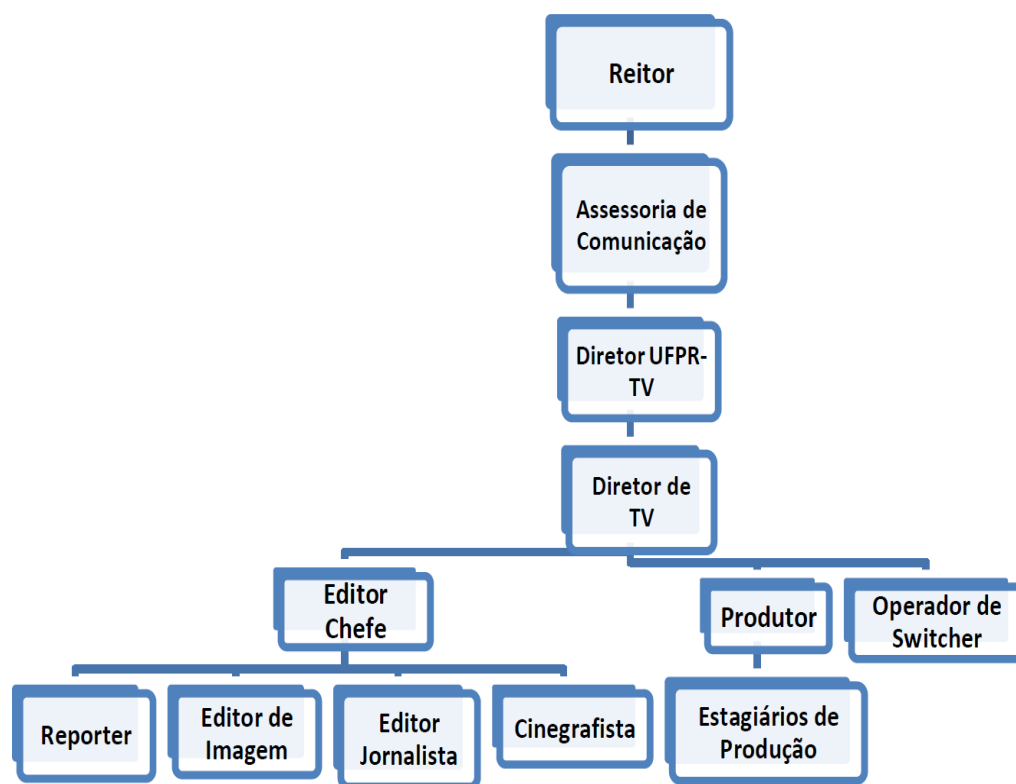 Reitor
Assessoria de
Comunicação
Diretor UFPR-
TV
Diretor de
TV
Editor
Chefe
Produtor
Operador de
Switcher
Reporter
Editor de
Imagem
Editor
Jornalista
Cinegrafista
Estagiários de
Produção